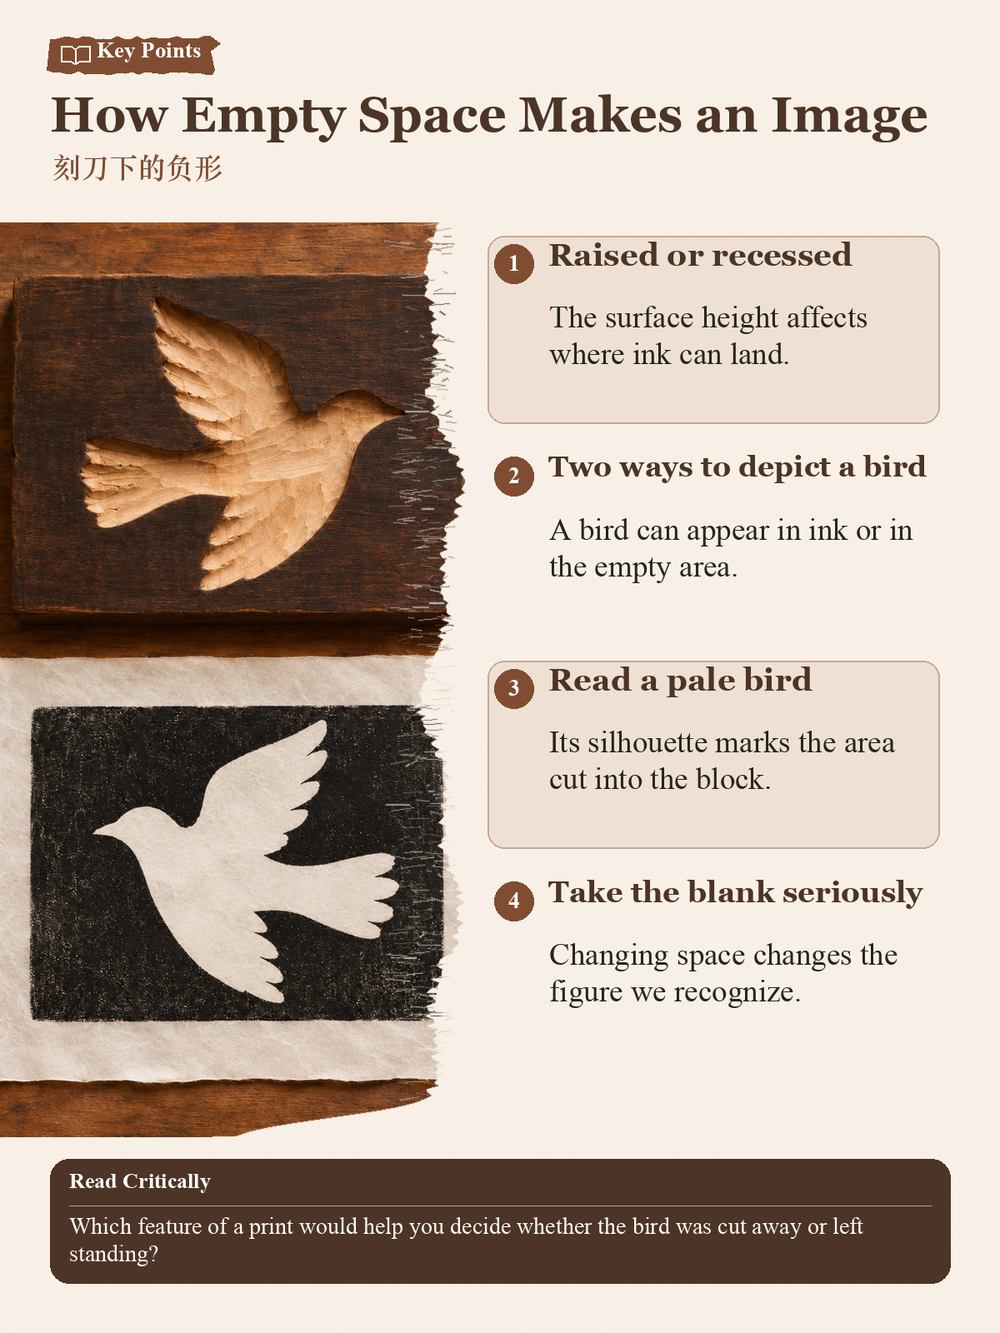 Key Points
How Empty Space Makes an Image
刻刀下的负形
1
Raised or recessed
The surface height affects
where ink can land.
2
Two ways to depict a bird
A bird can appear in ink or in
the empty area.
3
Read a pale bird
Its silhouette marks the area
cut into the block.
4
Take the blank seriously
Changing space changes the
figure we recognize.
Read Critically
Which feature of a print would help you decide whether the bird was cut away or left
standing?